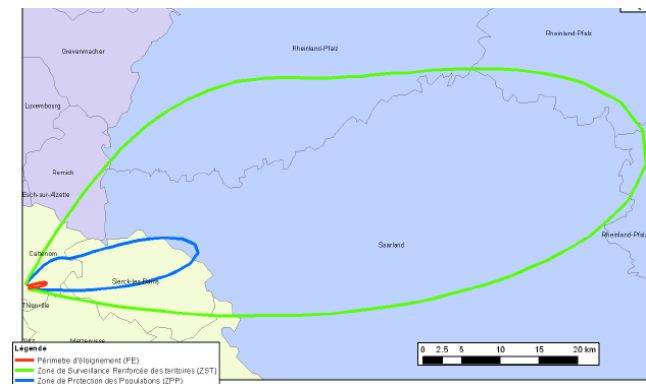 Rheinland-Pfalz
Rheinland-Pfalz
Grevenmacher
Luxembourg
Remich
Esch-sur-Alzette
Saarland
Rheinland-Pfalz
Cattenom
Sierck-les-Bains
Thionville
Metzervisse
Légende
Périmètre d'éloignement (PE)
Zone de Surveillance Renforcée des territoires (ZST)
Zone de Protection des Populations (ZPP)
0 2.5 5 10 15 20 km